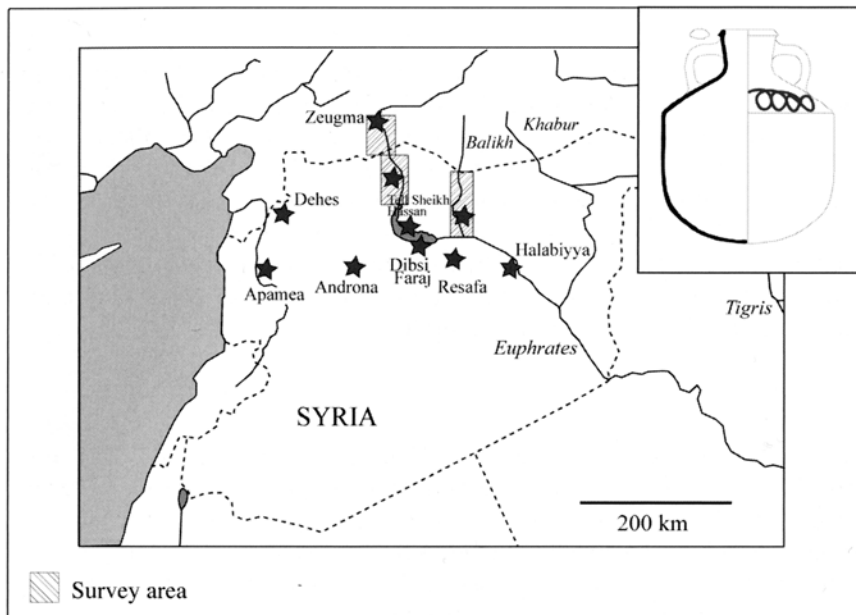 Zeugma
Khabur
Balikh
Dehes
Tell Sheikh
Hassan
Halabiyya
Dibsi
Faraj
Resafa
Apamea
Androna
Tigris
Euphrates
SYRIA
200 km
Survey area